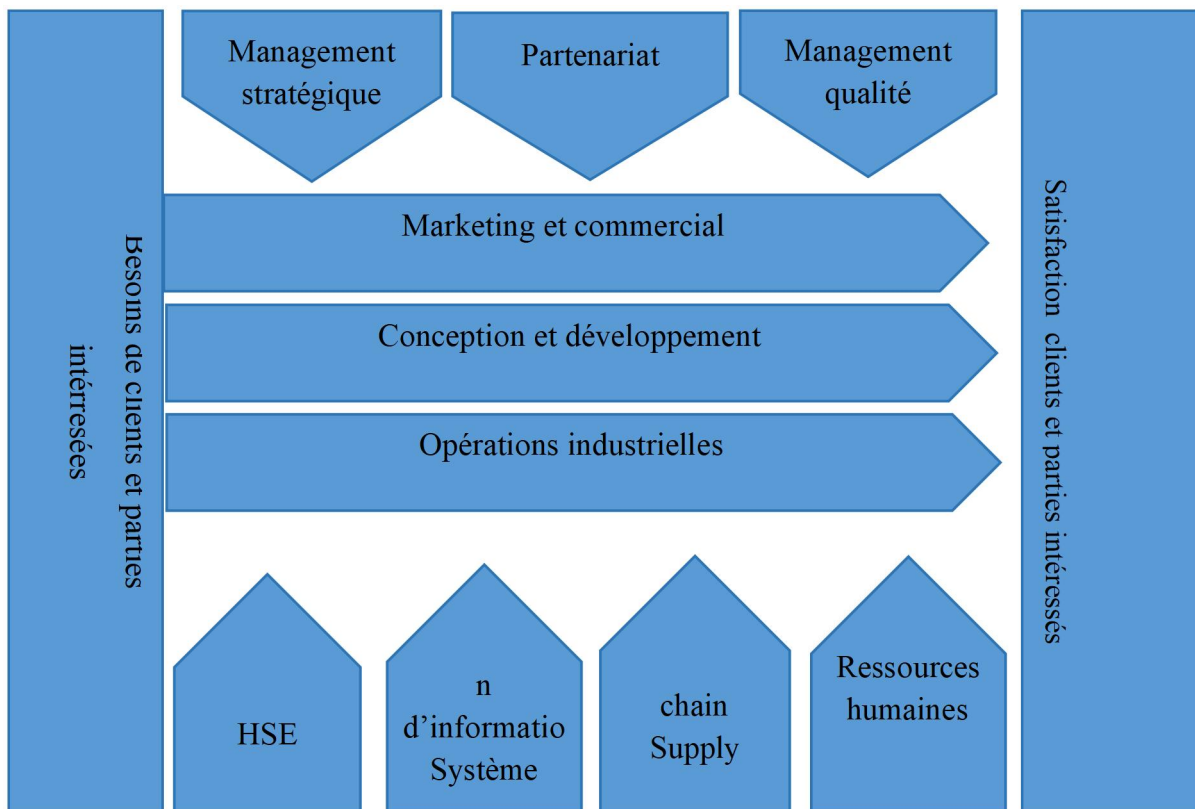 Management
stratégique
Partenariat
Management
qualité
Besoins de clients et parties
intérresées
Marketing et commercial
Conception et développement
Opérations industrielles
Satisfaction clients et parties intéressés
HSE
n
d’informatio
Système
chain
Supply
Ressources
humaines